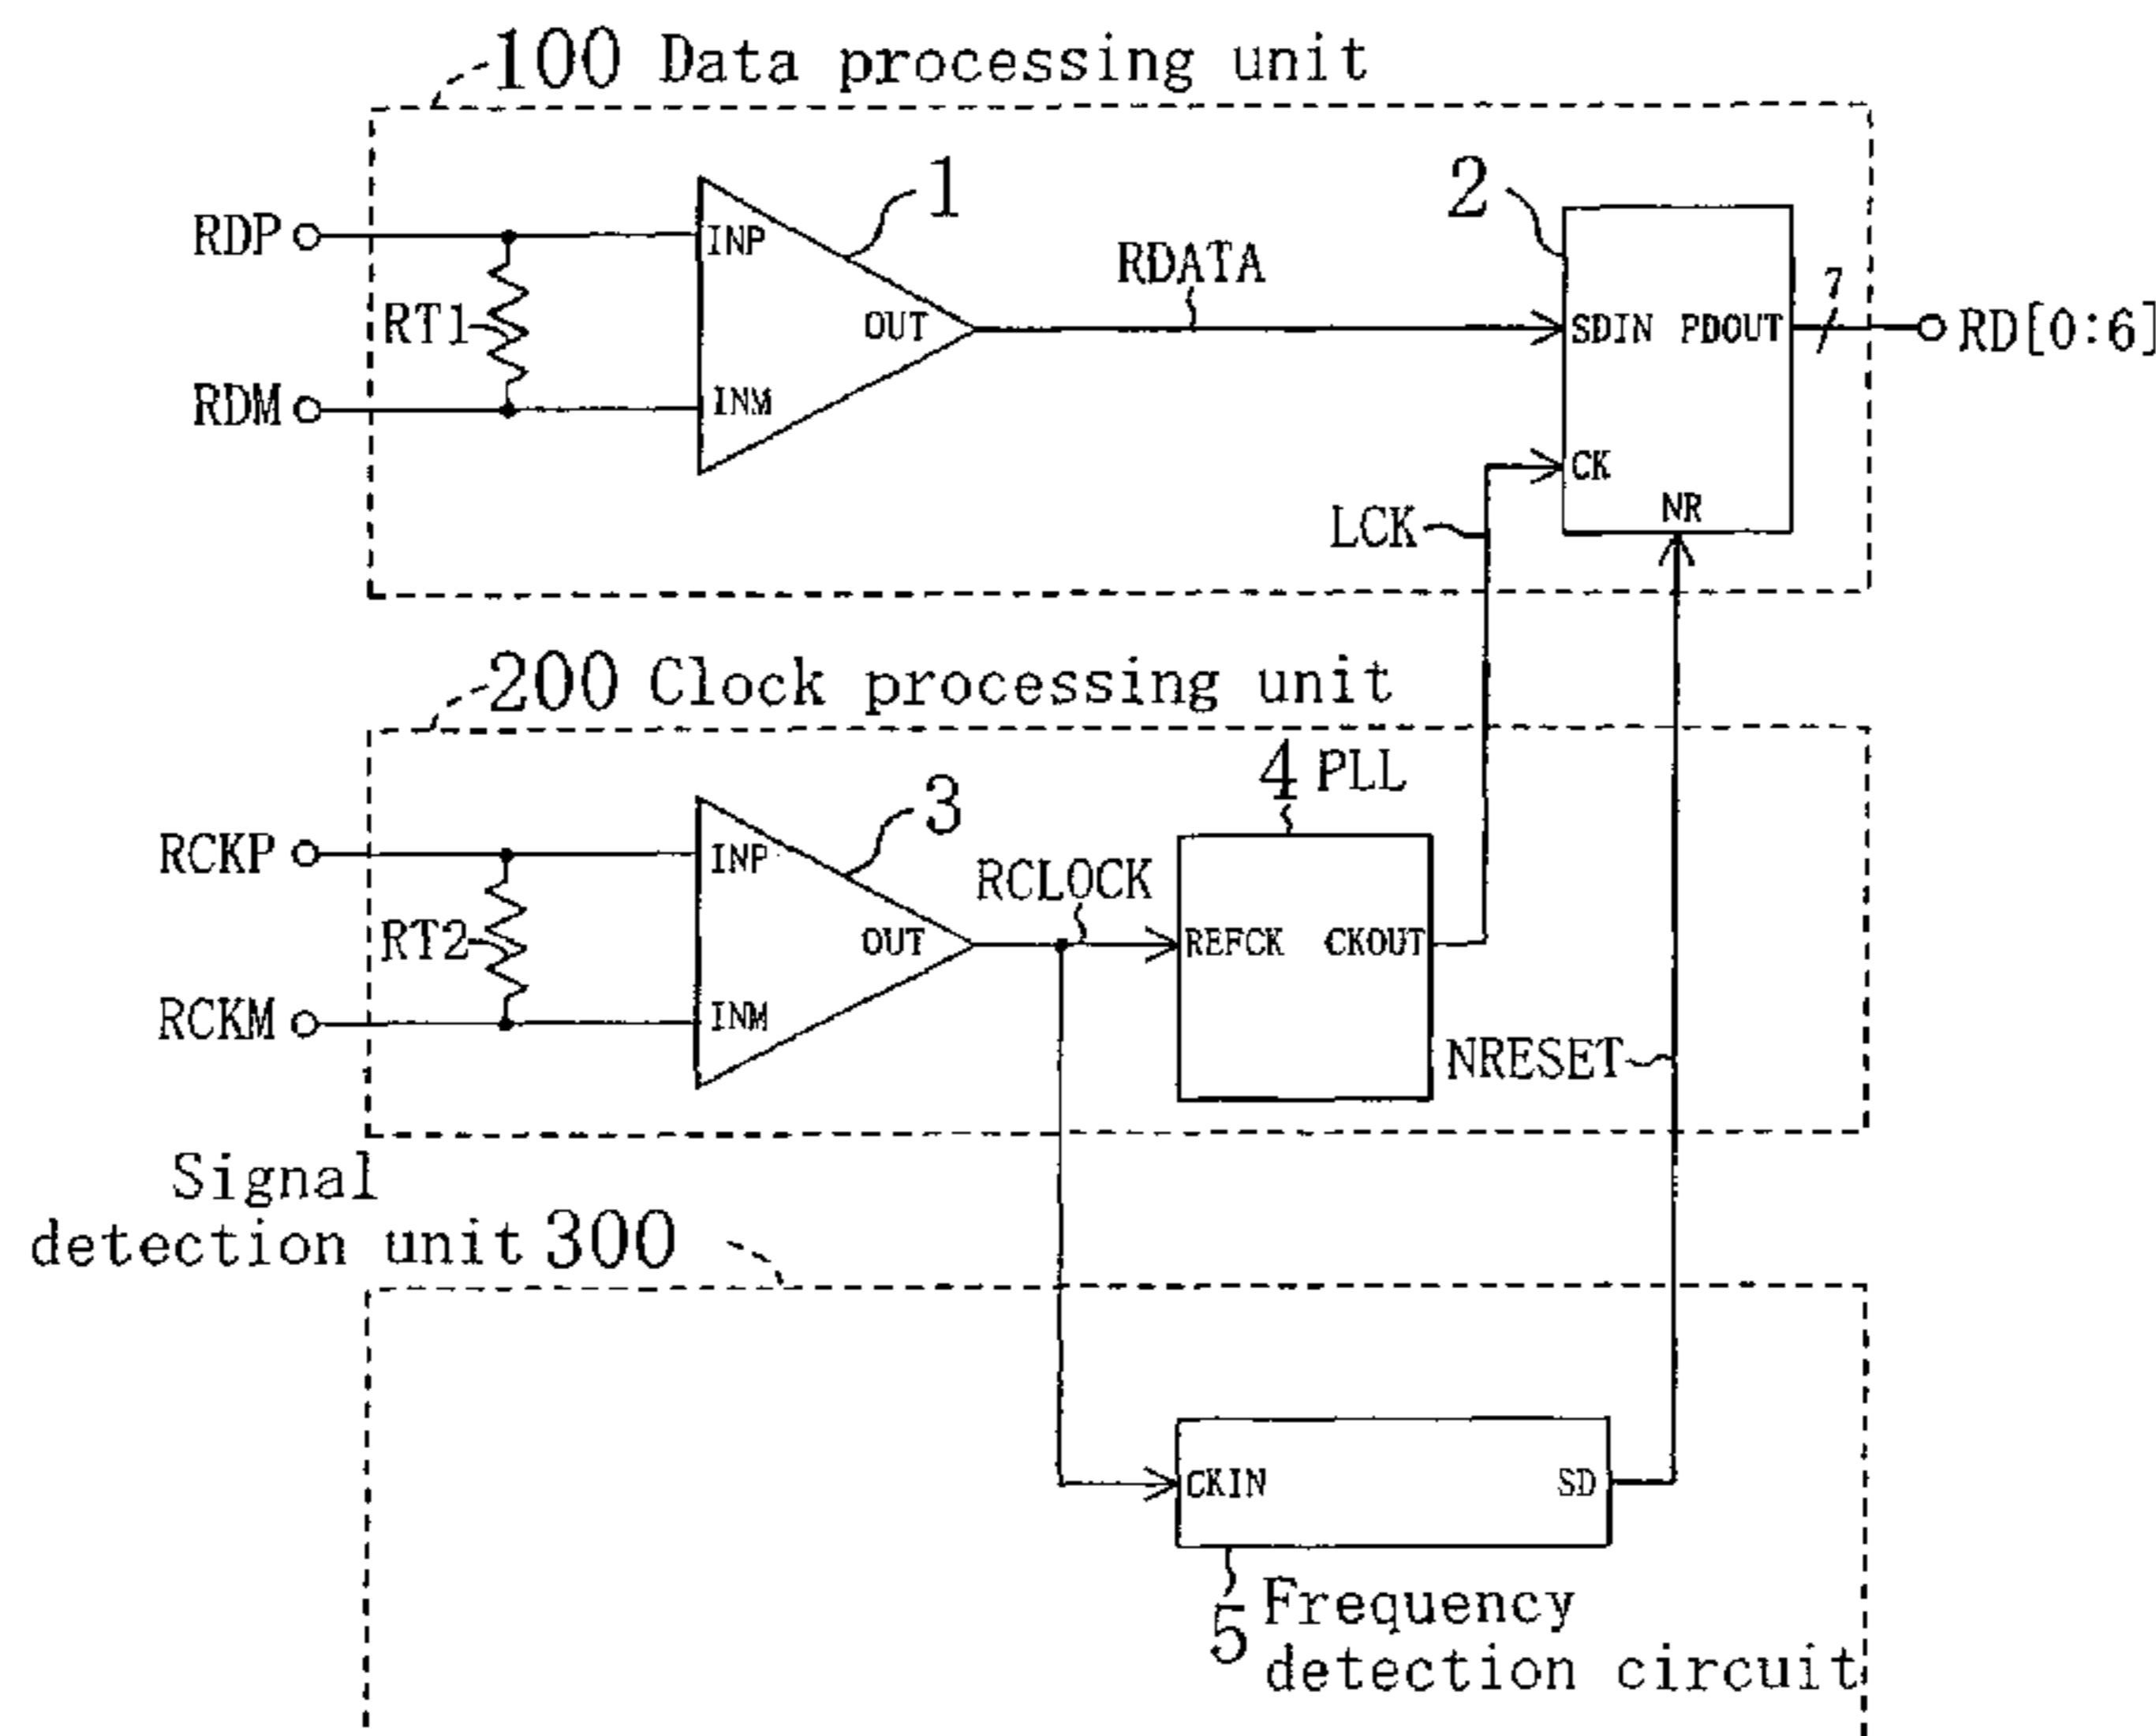 100 Data processing unit
1
2
RDP
INP
RDATA
RT1
OUT
SDIN PDOUT
7
RD[0:6]
RDM
INM
CK
LCK
NR
200 Clock processing unit
4 PLL
3
RCKP
INP
RCLOCK
RT2
OUT
REFCK CKOUT
RCKM
INM
NRESET
Signal
detection unit 300
CKIN SD
5 Frequency
detection circuit